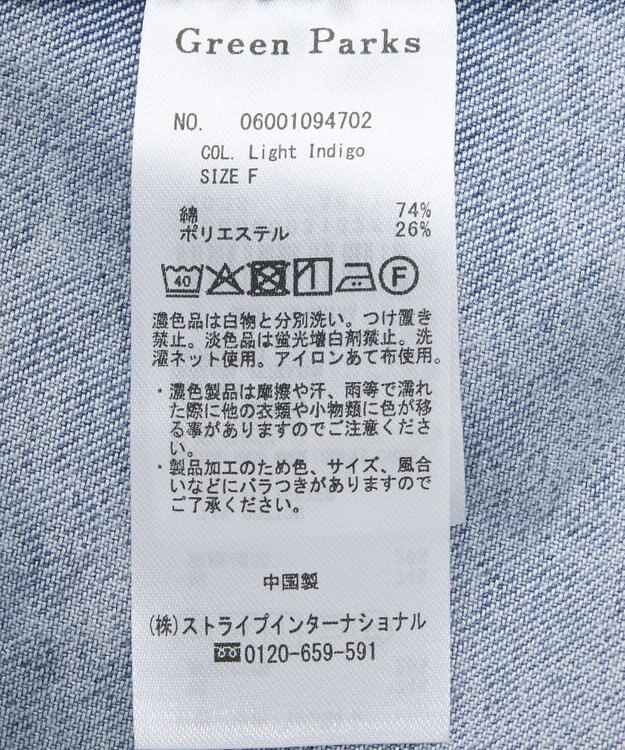 Green Parks
NO. 06001094702
COL. Light Indigo
SIZE F
綿 74%
ポリエステル 26%
40 F
濃色品は白物と分別洗い。つけ置き
禁止。淡色品は蛍光増白剤禁止。洗
濯ネット使用。アイロンあて布使用。
・濃色製品は摩擦や汗、雨等で濡れ
た際に他の衣類や小物類に色が移
る事がありますのでご注意くださ
い。
・製品加工のため色、サイズ、風合
いなどにバラつきがありますので
ご了承ください。
中国製
(株)ストライプインターナショナル
0120-659-591